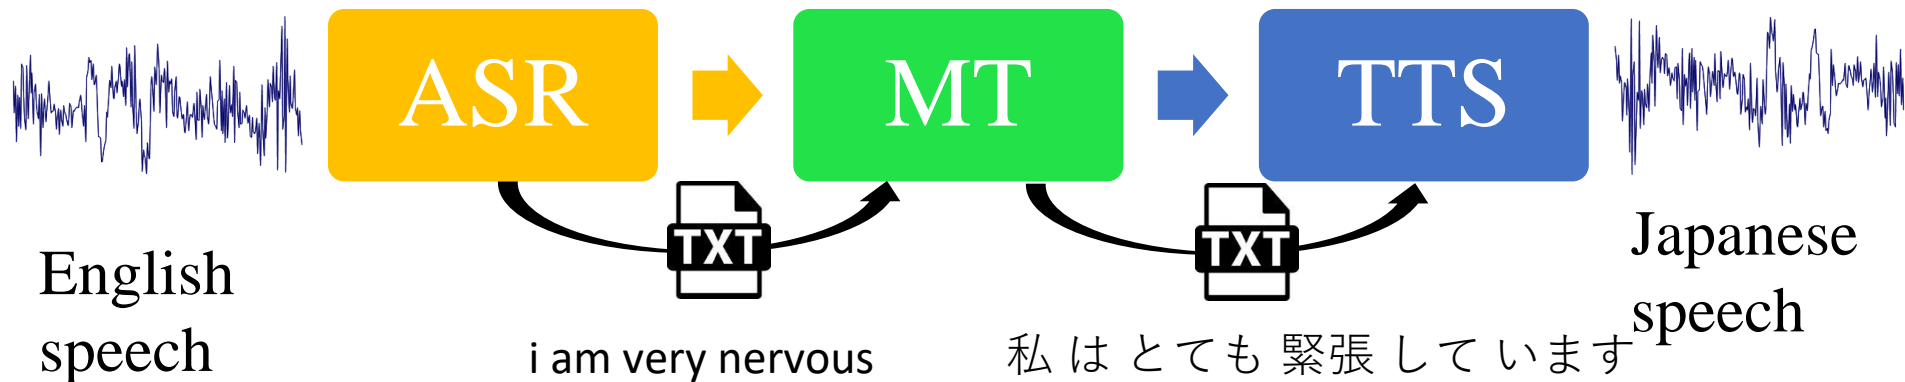 ASR
MT
TTS
TXT
TXT
English
speech
i am very nervous
私 は とても 緊張 して います
Japanese
speech